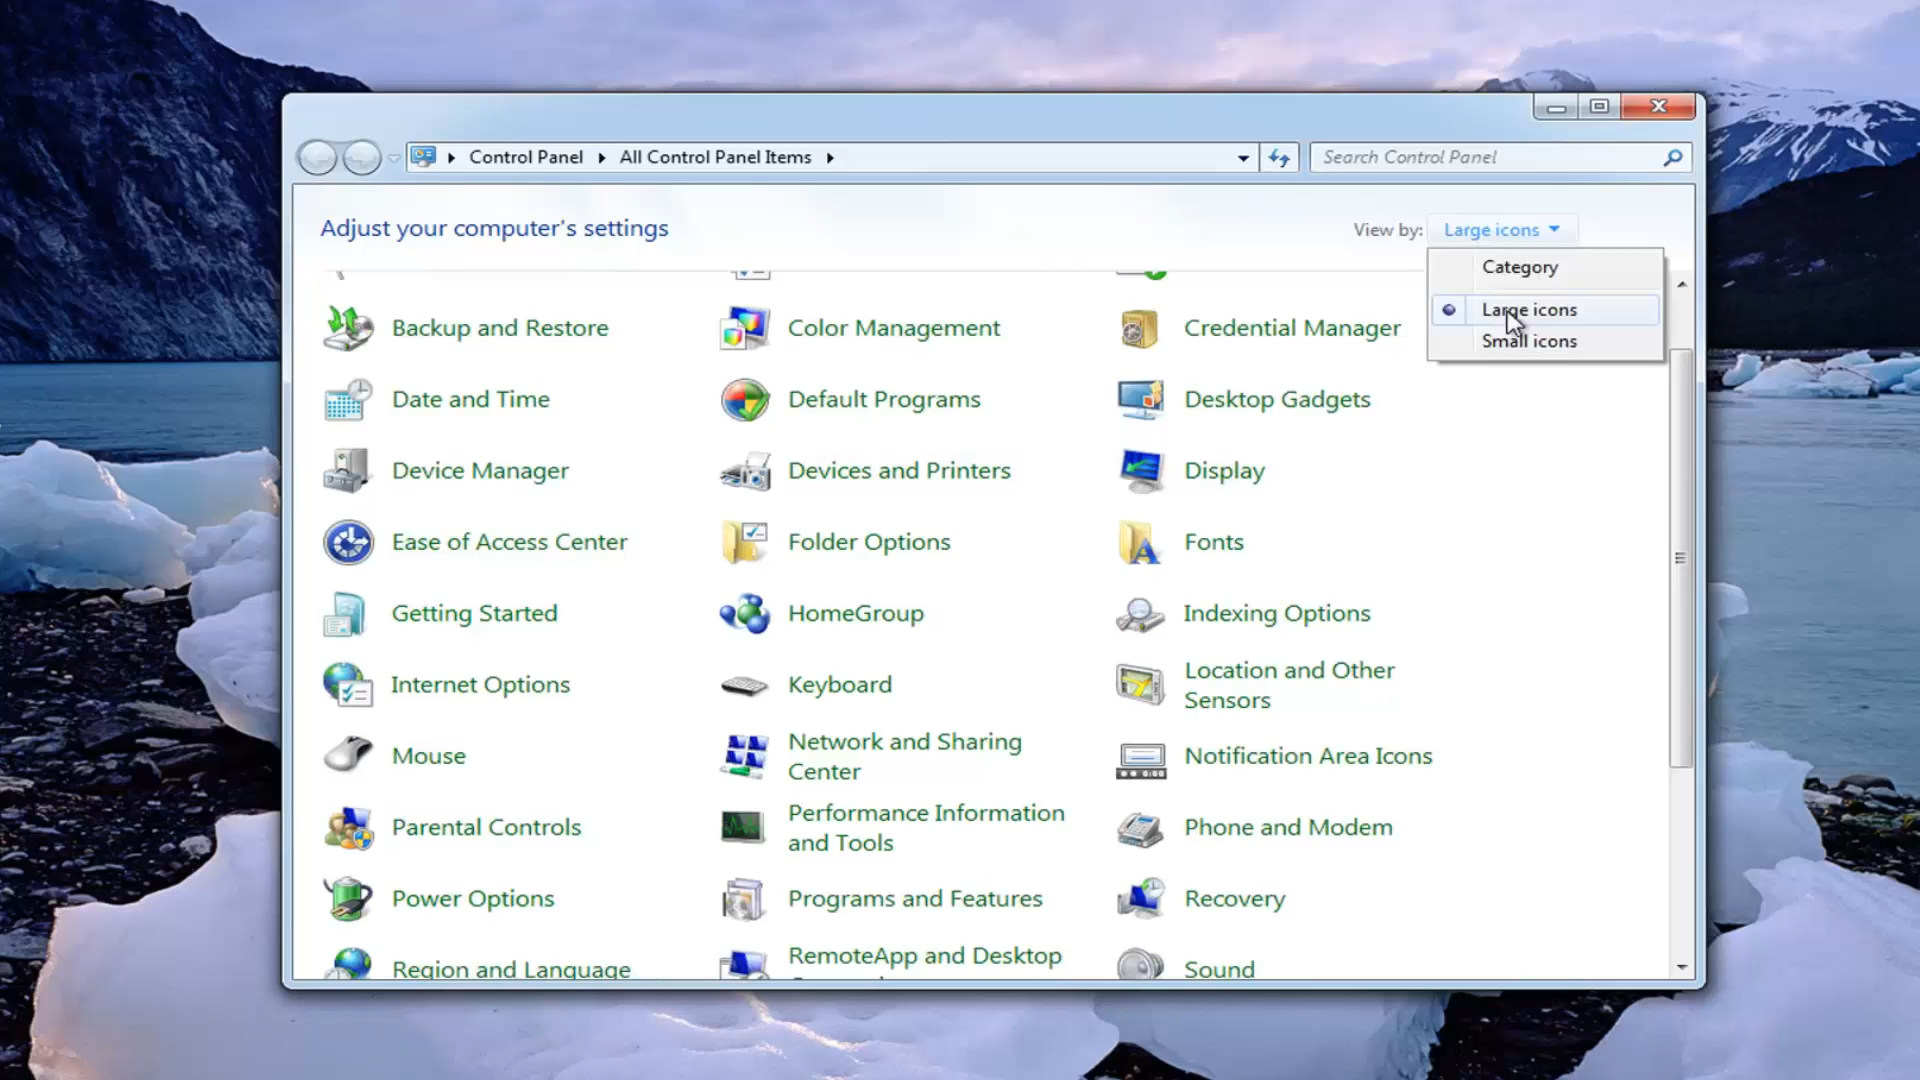 Control Panel
All Control Panel Items
Search Control Panel
Adjust your computer's settings
View by:
Large icons
Category
Large icons
Small icons
Backup and Restore
Color Management
Credential Manager
Date and Time
Default Programs
Desktop Gadgets
Device Manager
Devices and Printers
Display
Ease of Access Center
Folder Options
Fonts
Getting Started
HomeGroup
Indexing Options
Internet Options
Keyboard
Location and Other
Sensors
Mouse
Network and Sharing
Center
Notification Area Icons
Parental Controls
Performance Information
and Tools
Phone and Modem
Power Options
Programs and Features
Recovery
Region and Language
RemoteApp and Desktop
Sound